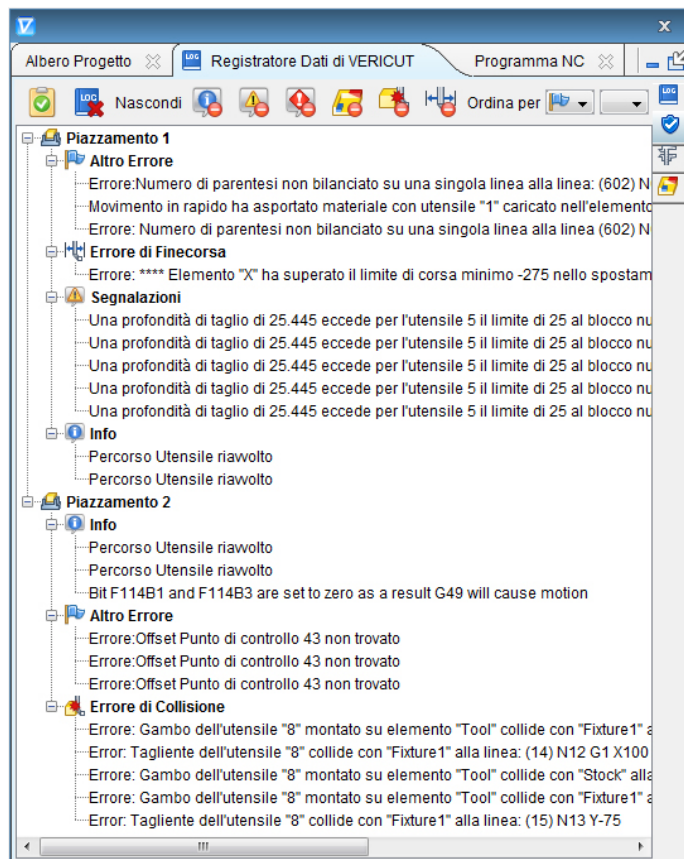 Albero Progetto
Registratore Dati di VERICUT
Programma NC
Nascondi
Ordina per
Piazzamento 1
Altro Errore
Errore:Numero di parentesi non bilanciato su una singola linea alla linea: (602) N
Movimento in rapido ha asportato materiale con utensile "1" caricato nell'elemento
Errore: Numero di parentesi non bilanciato su una singola linea alla linea (602) N
Errore di Finecorsa
Errore: **** Elemento "X" ha superato il limite di corsa minimo -275 nello spostam
Segnalazioni
Una profondità di taglio di 25.445 eccede per l'utensile 5 il limite di 25 al blocco nu
Una profondità di taglio di 25.445 eccede per l'utensile 5 il limite di 25 al blocco nu
Una profondità di taglio di 25.445 eccede per l'utensile 5 il limite di 25 al blocco nu
Una profondità di taglio di 25.445 eccede per l'utensile 5 il limite di 25 al blocco nu
Una profondità di taglio di 25.445 eccede per l'utensile 5 il limite di 25 al blocco nu
Info
Percorso Utensile riavvolto
Percorso Utensile riavvolto
Piazzamento 2
Info
Percorso Utensile riavvolto
Percorso Utensile riavvolto
Bit F114B1 and F114B3 are set to zero as a result G49 will cause motion
Altro Errore
Errore:Offset Punto di controllo 43 non trovato
Errore:Offset Punto di controllo 43 non trovato
Errore:Offset Punto di controllo 43 non trovato
Errore di Collisione
Errore: Gambo dell'utensile "8" montato su elemento "Tool" collide con "Fixture1" a
Error: Tagliente dell'utensile "8" collide con "Fixture1" alla linea: (14) N12 G1 X100
Errore: Gambo dell'utensile "8" montato su elemento "Tool" collide con "Stock" alla
Errore: Gambo dell'utensile "8" montato su elemento "Tool" collide con "Fixture1" a
Error: Tagliente dell'utensile "8" collide con "Fixture1" alla linea: (15) N13 Y-75